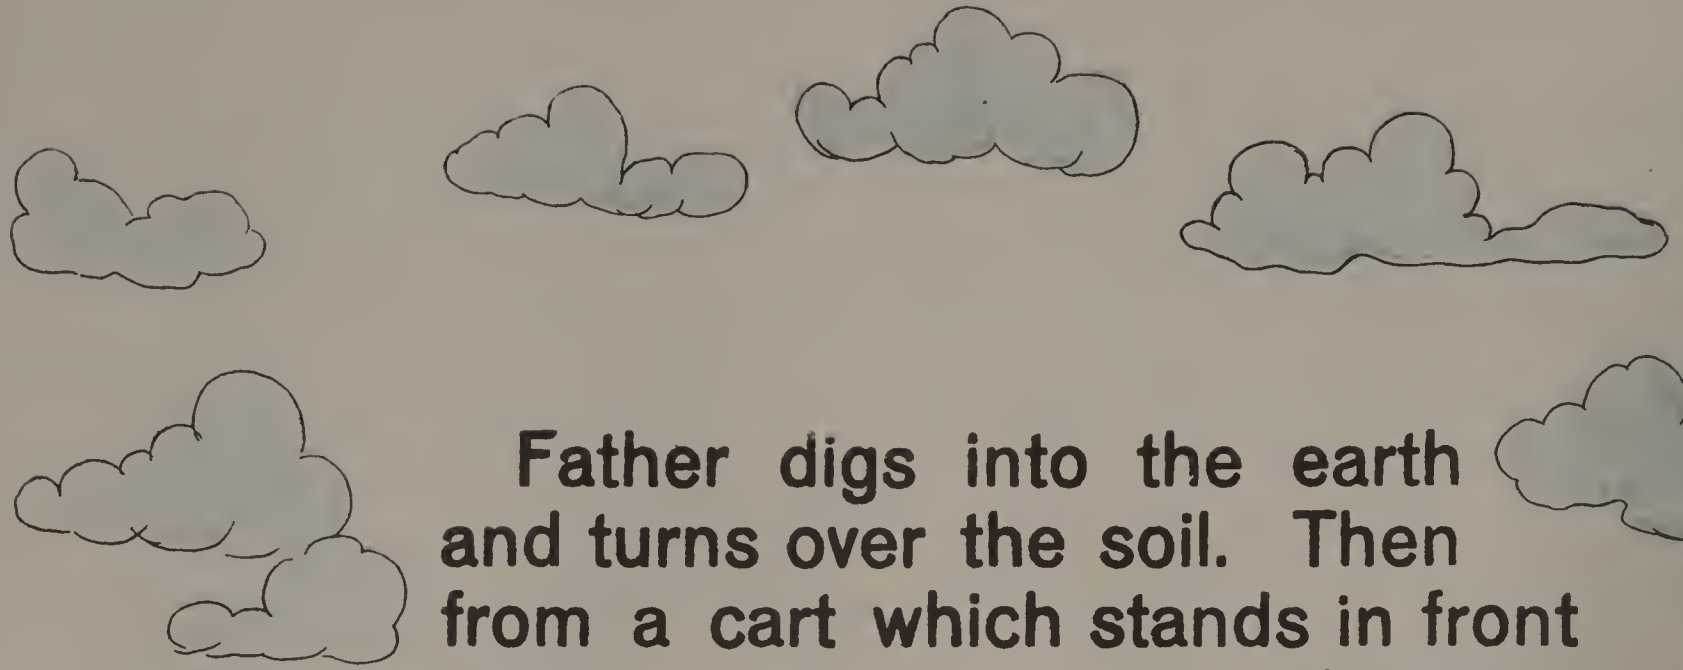 Father digs into the earth
and turns over the soil. Then
from a cart which stands in front